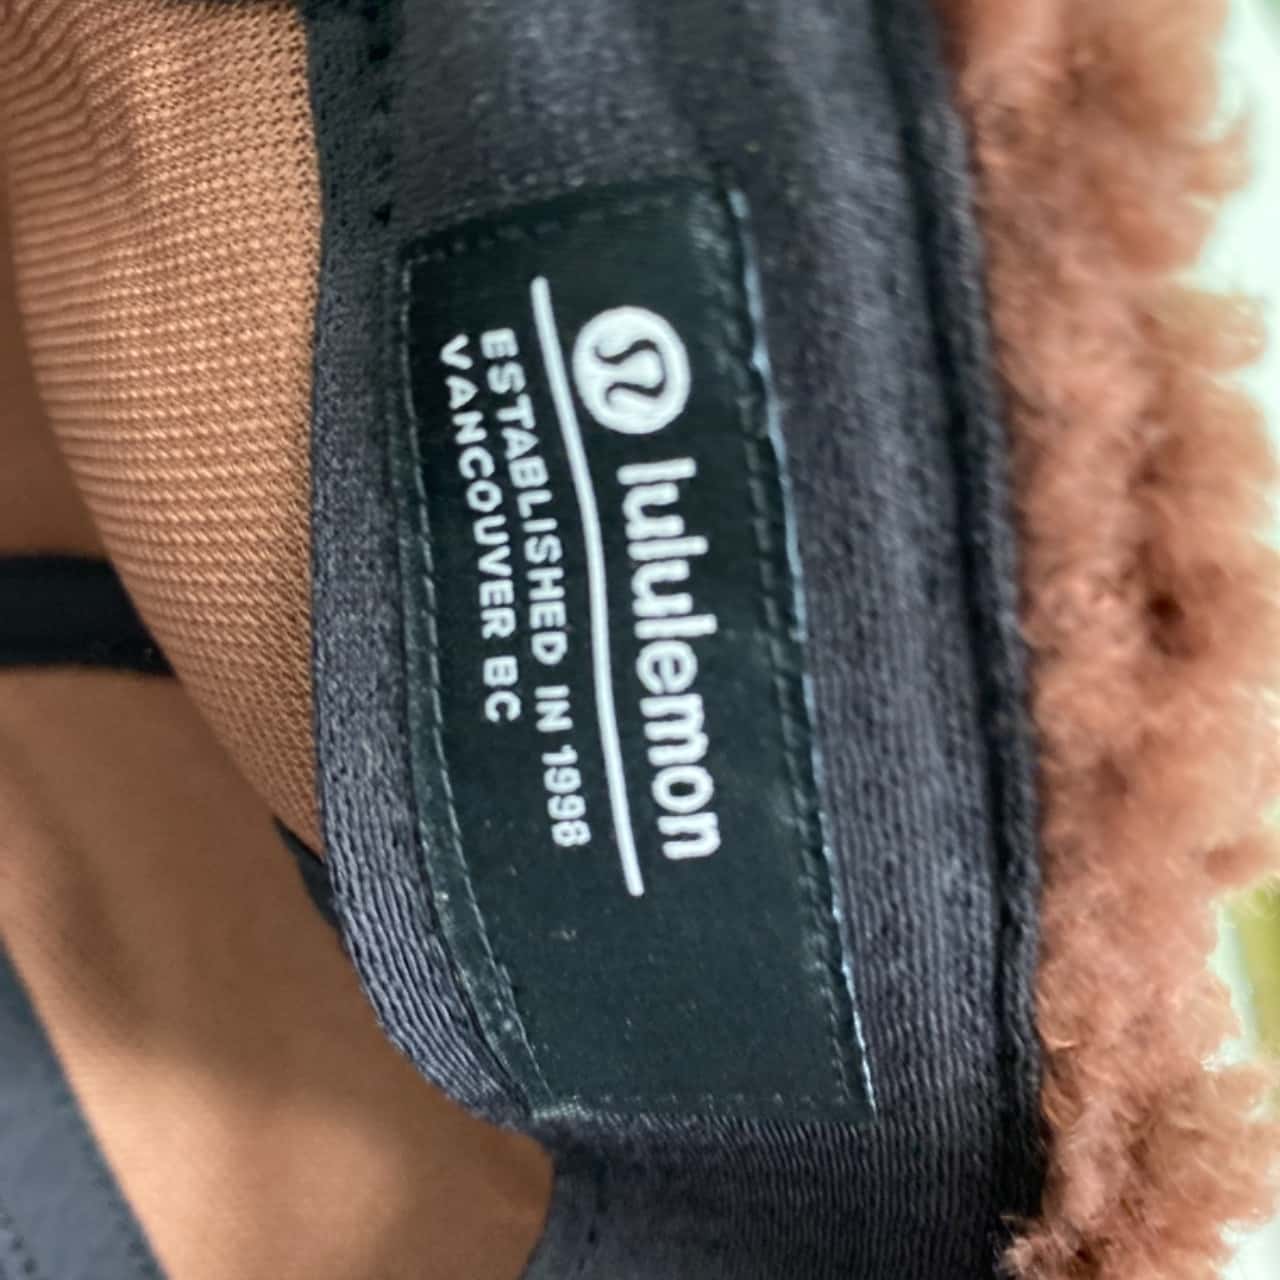 lululemon
ESTABLISHED IN 1998
VANCOUVER BC